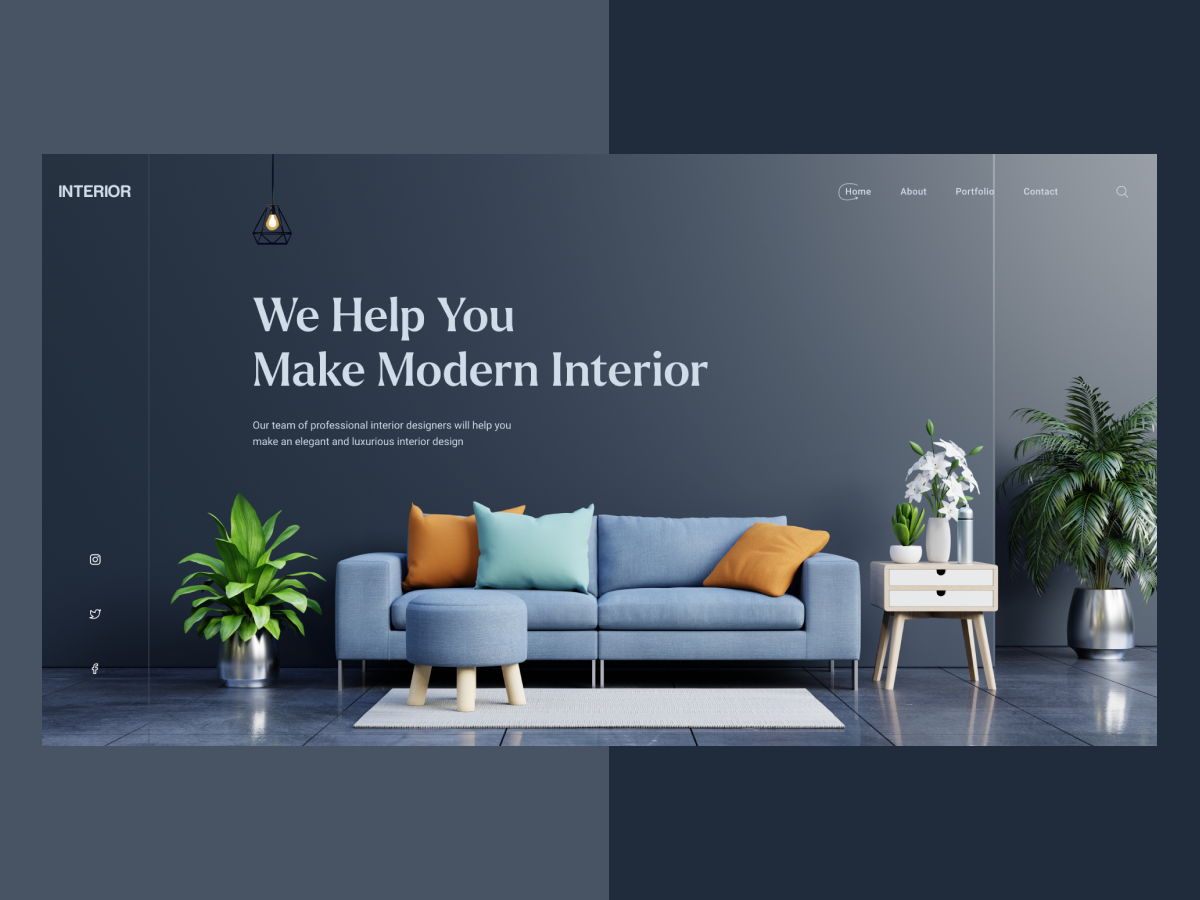 INTERIOR
Home About Portfolio Contact
We Help You
Make Modern Interior
Our team of professional interior designers will help you
make an elegant and luxurious interior design